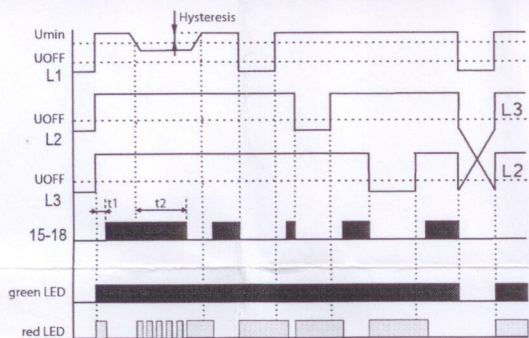 Hysteresis
Umin
UOFF
L1
UOFF
L2
L3
UOFF
L3
L2
t1
t2
15-18
green LED
red LED